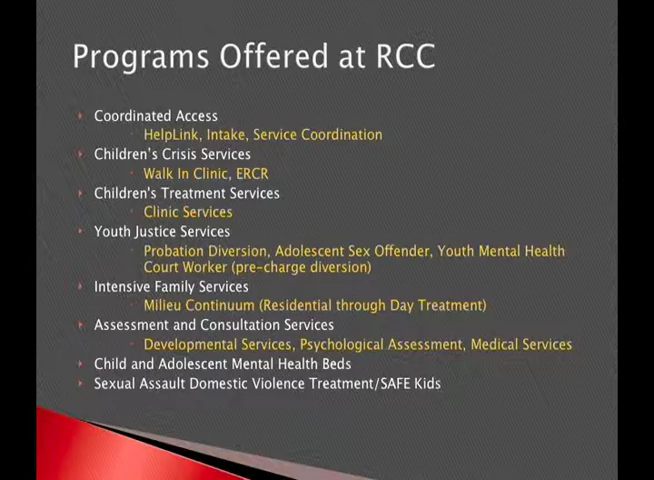 Programs Offered at RCC
Coordinated Access
HelpLink, Intake, Service Coordination
Children's Crisis Services
Walk In Clinic, ERCR
Children's Treatment Services
Clinic Services
Youth Justice Services
Probation Diversion, Adolescent Sex Offender, Youth Mental Health
Court Worker (pre-charge diversion)
Intensive Family Services
Milieu Continuum (Residential through Day Treatment)
Assessment and Consultation Services
Developmental Services, Psychological Assessment, Medical Services
Child and Adolescent Mental Health Beds
Sexual Assault Domestic Violence Treatment/SAFE Kids